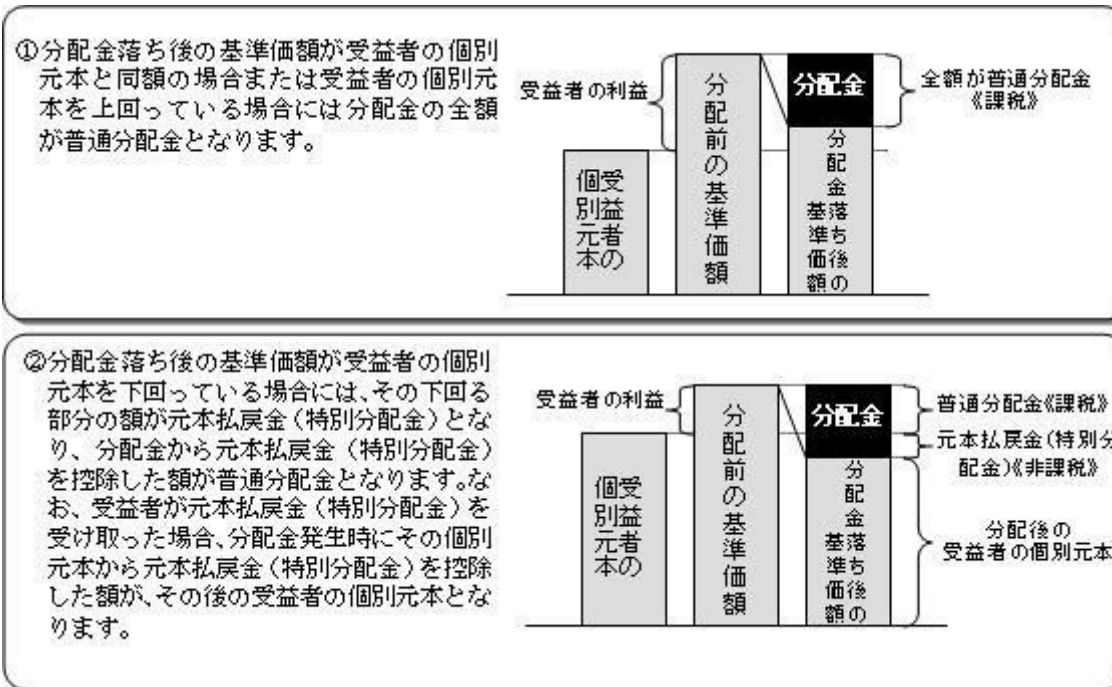 ①分配金落ち後の基準価額が受益者の個別
元本と同額の場合または受益者の個別元
本を上回っている場合には分配金の全額
が普通分配金となります。
受益者の利益
受益者の
個別元本
分配前の基準価額
分配金
分配金落ち後の
基準価額
全額が普通分配金
《課税》
②分配金落ち後の基準価額が受益者の個別
元本を下回っている場合には、その下回る
部分の額が元本払戻金(特別分配金)とな
り、分配金から元本払戻金(特別分配金)
を控除した額が普通分配金となります。な
お、受益者が元本払戻金(特別分配金)を
受け取った場合、分配金発生時にその個別
元本から元本払戻金(特別分配金)を控除
した額が、その後の受益者の個別元本とな
ります。
受益者の利益
受益者の
個別元本
分配前の基準価額
分配金
分配金落ち後の
基準価額
普通分配金《課税》
元本払戻金(特別分
配金)《非課税》
分配後の
受益者の個別元本